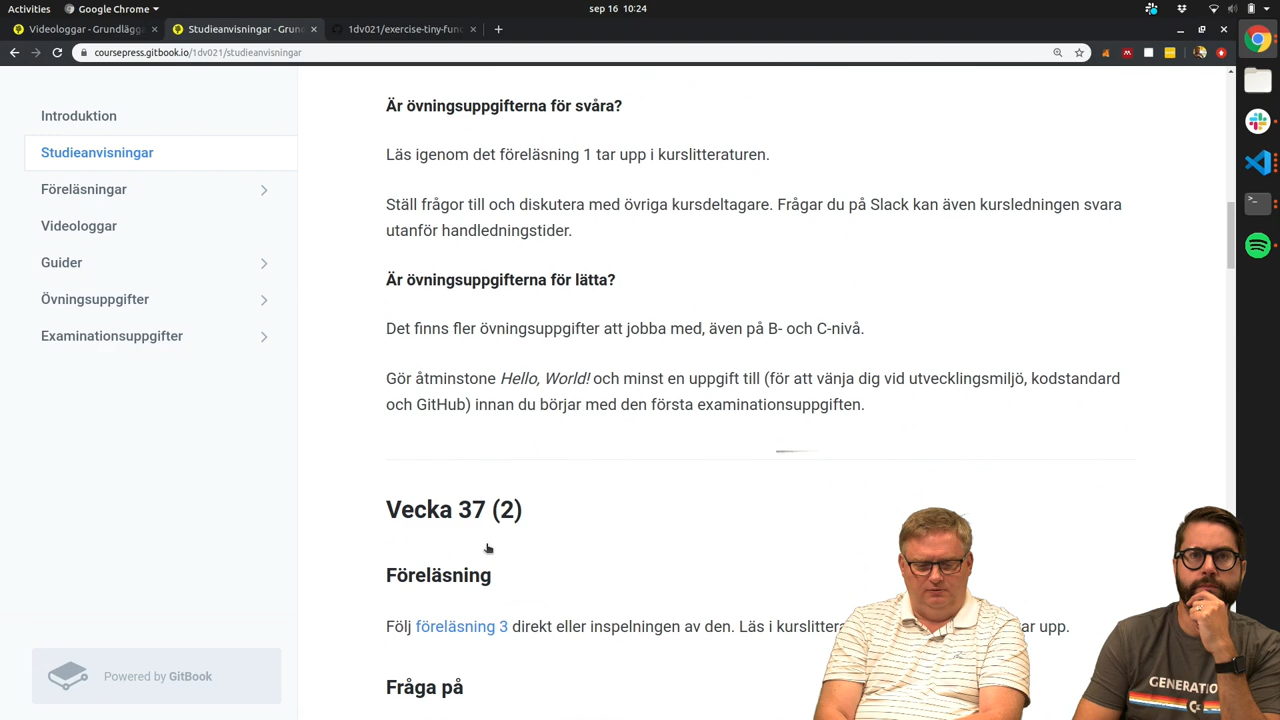 Activities
Google Chrome
sep 16 10:24
Videologgar - Grundlägga
Studieanvisningar - Grun
1dv021/exercise-tiny-func
coursepress.gitbook.io/1dv021/studieanvisningar
Introduktion
Studieanvisningar
Föreläsningar
Videologgar
Guider
Övningsuppgifter
Examinationsuppgifter
Powered by GitBook
Är övningsuppgifterna för svåra?
Läs igenom det föreläsning 1 tar upp i kurslitteraturen.
Ställ frågor till och diskutera med övriga kursdeltagare. Frågar du på Slack kan även kursledningen svara
utanför handledningstider.
Är övningsuppgifterna för lätta?
Det finns fler övningsuppgifter att jobba med, även på B- och C-nivå.
Gör åtminstone Hello, World! och minst en uppgift till (för att vänja dig vid utvecklingsmiljö, kodstandard
och GitHub) innan du börjar med den första examinationsuppgiften.
Vecka 37 (2)
Föreläsning
Följ föreläsning 3 direkt eller inspelningen av den. Läs i kurslittera ar upp.
Fråga på
GENERATIO